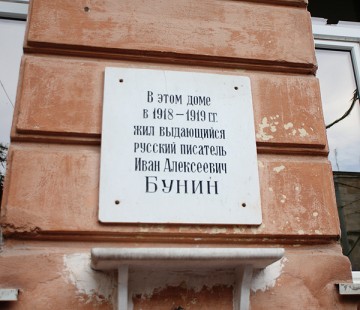 В этом доме
в 1918-1919 гг.
жил выдающийся
русский писатель
Иван Алексеевич
Бунин